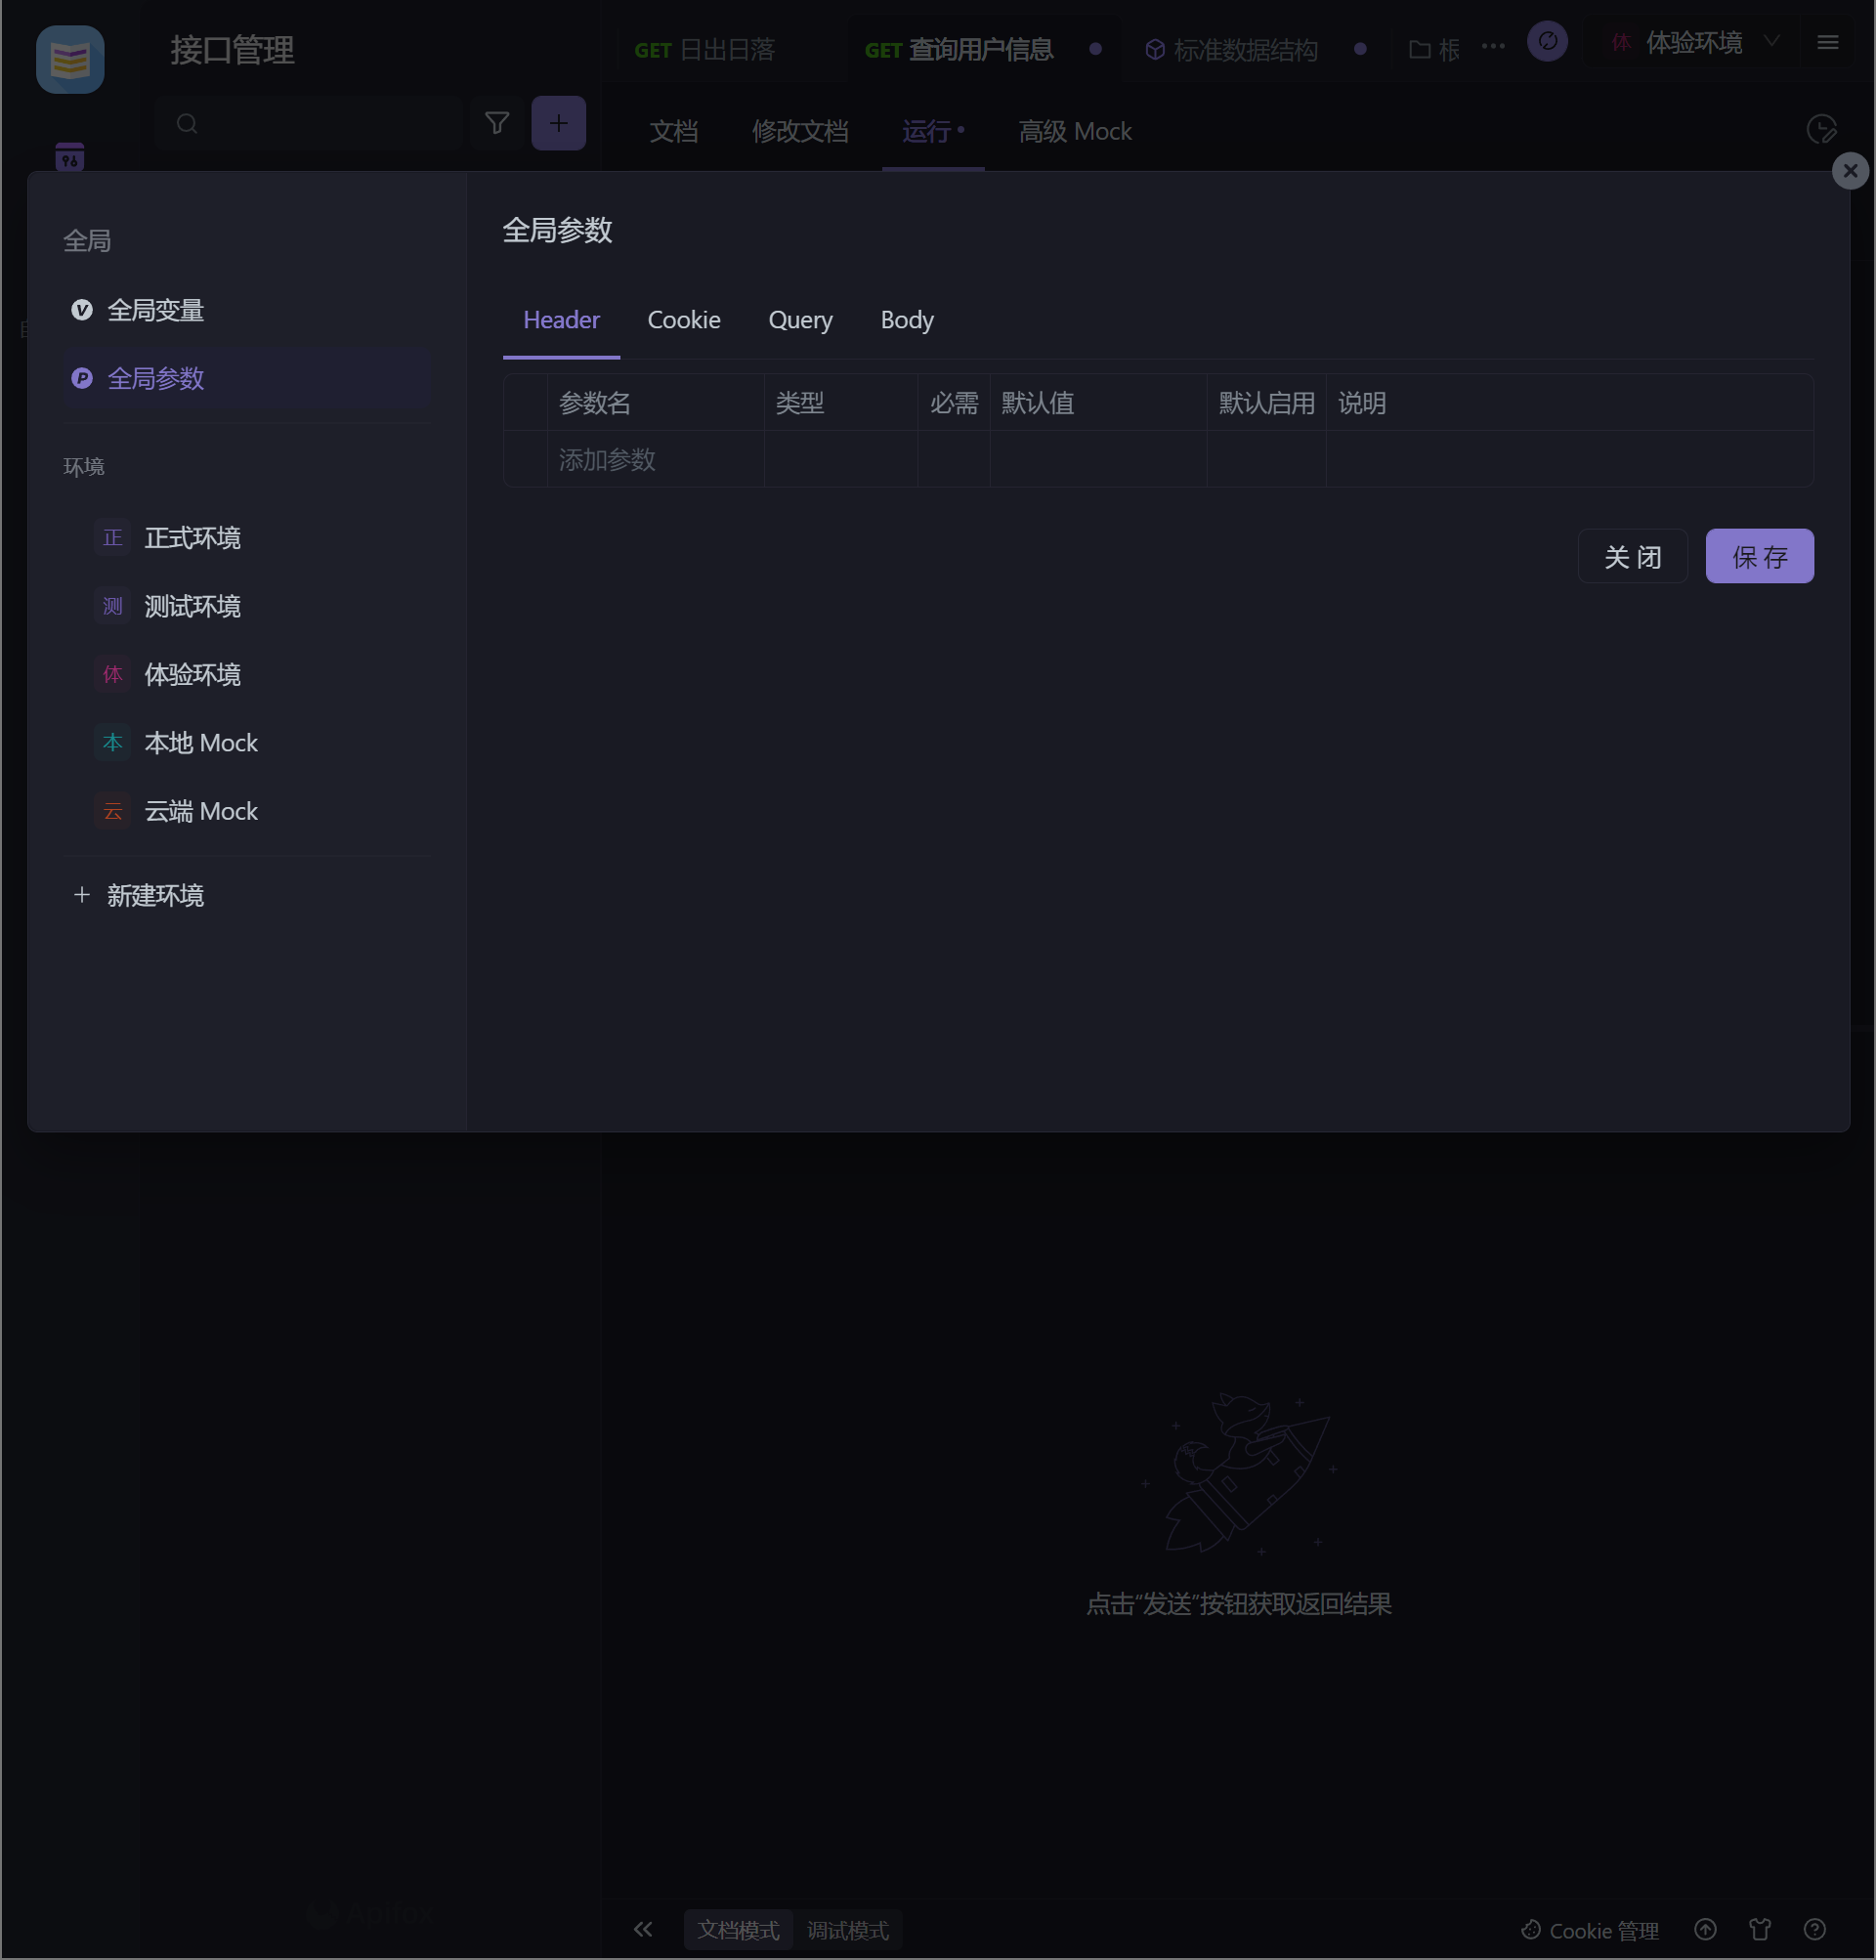 接口管理
GET 日出日落
GET 查询用户信息
标准数据结构
根
体 体验环境
文档
修改文档
运行
高级 Mock
全局
全局变量
全局参数
环境
正 正式环境
测 测试环境
体 体验环境
本 本地 Mock
云 云端 Mock
新建环境
全局参数
Header
Cookie
Query
Body
参数名
类型
必需
默认值
默认启用
说明
添加参数
关 闭
保 存
点击“发送”按钮获取返回结果
Apifox
文档模式
调试模式
Cookie 管理